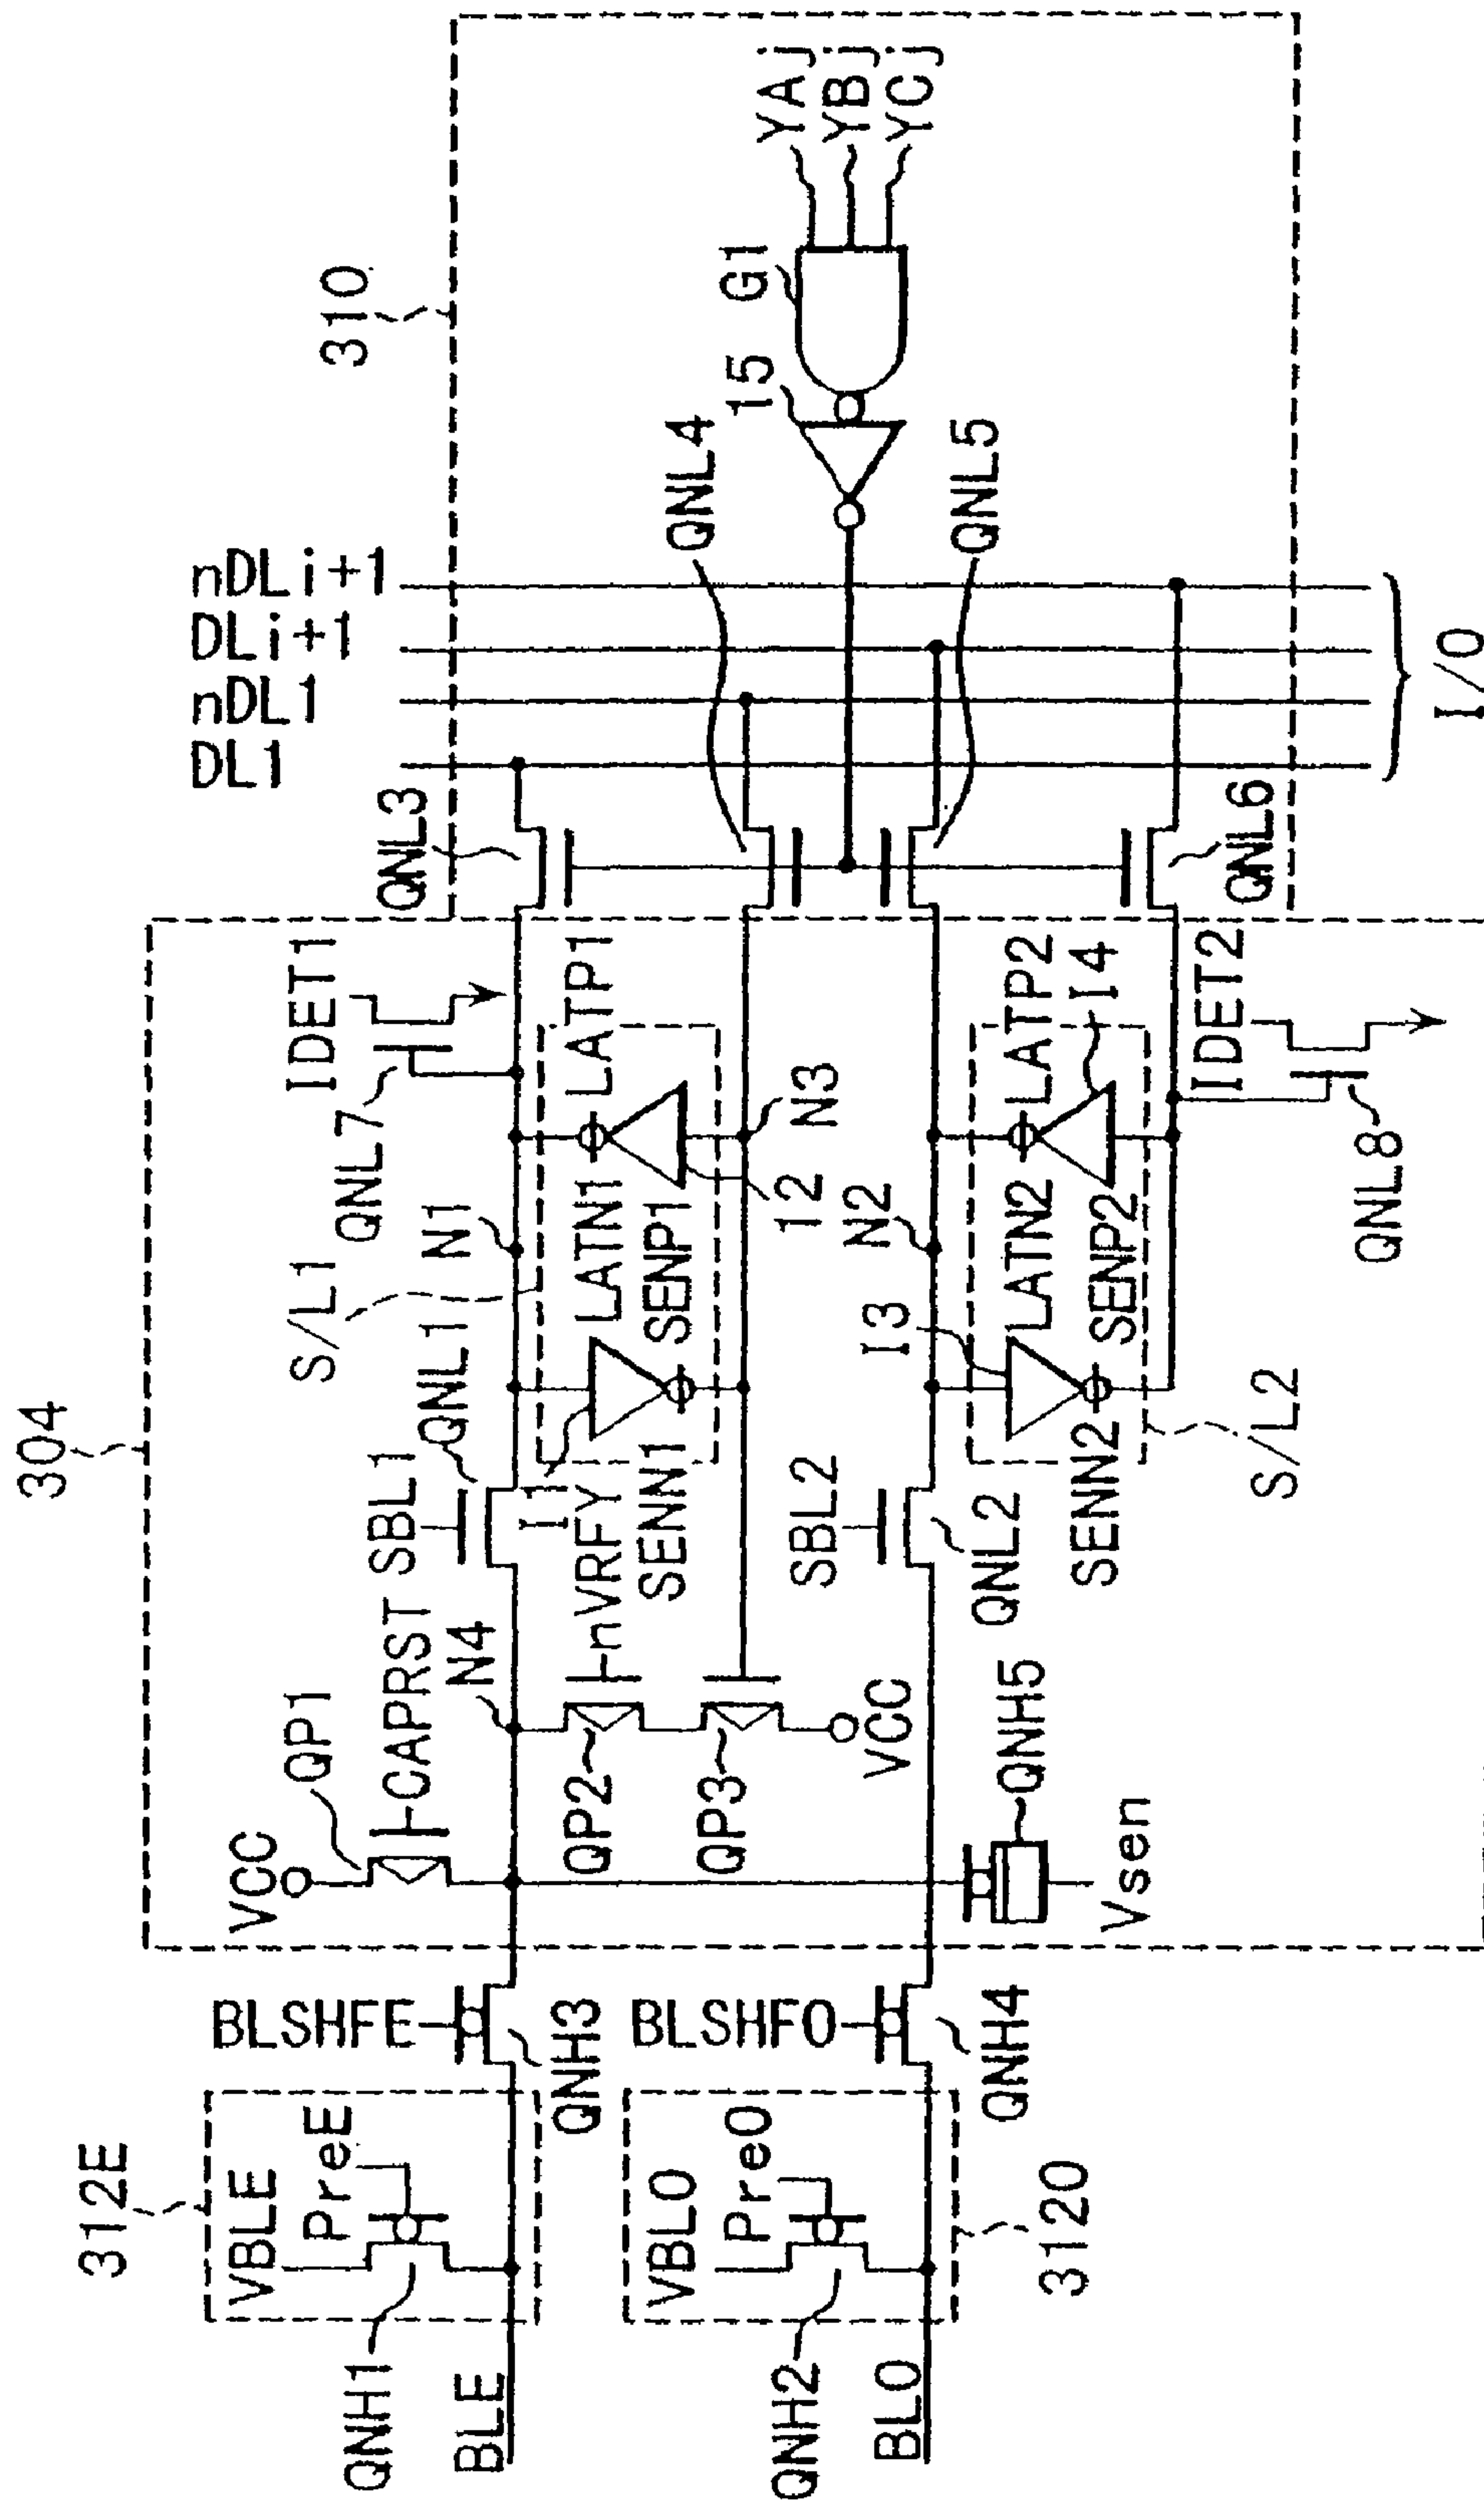 312E
QNH1
VBLE
PreE
BLE
BLSHFE
QNH3
QNH2
VBLO
PreO
BLO
312O
BLSHFO
QNH4
304
VCC
QP1
CAPRST
N4
QP2
nVRFY
QP3
VCC
QNH5
Vsen
SBL1
QNL1
I1
SENN1
SBL2
QNL2
SENN2
S/L1
N1
LATN1
SENP1
I3
N2
LATN2
SENP2
S/L2
QNL7
IDET1
LATP1
I2
N3
LATP2
I4
IDET2
QNL8
QNL3
QNL4
QNL5
QNL6
DL1
nDL1
DLi+1
nDLi+1
I/O
310
I5
G1
YAj
YBj
YCj